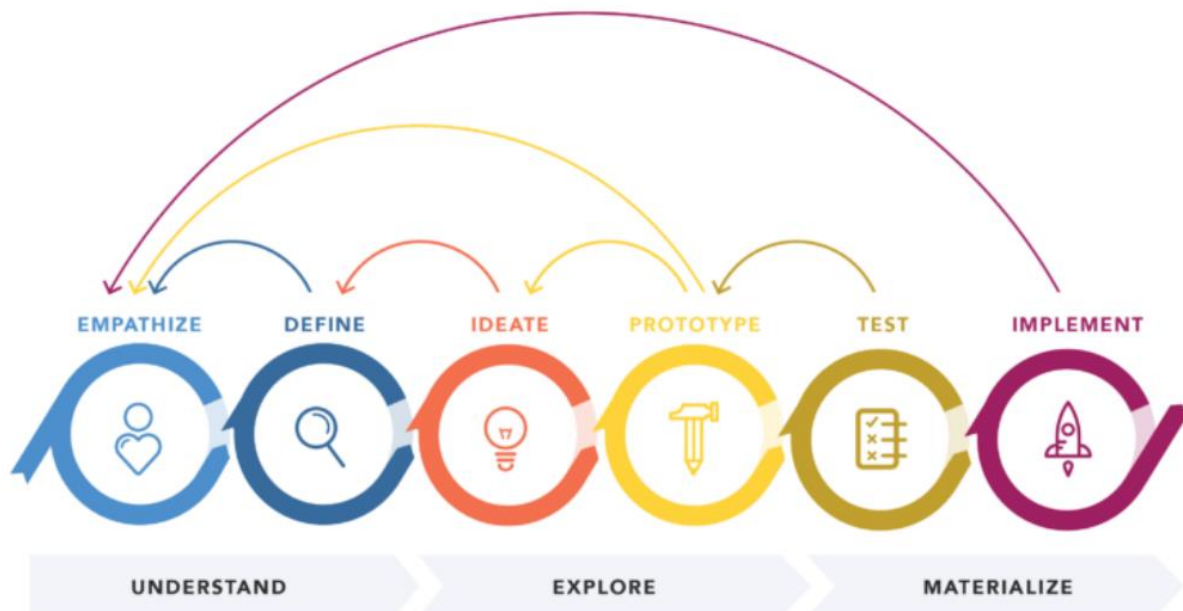 EMPATHIZE
DEFINE
IDEATE
PROTOTYPE
TEST
IMPLEMENT
UNDERSTAND
EXPLORE
MATERIALIZE